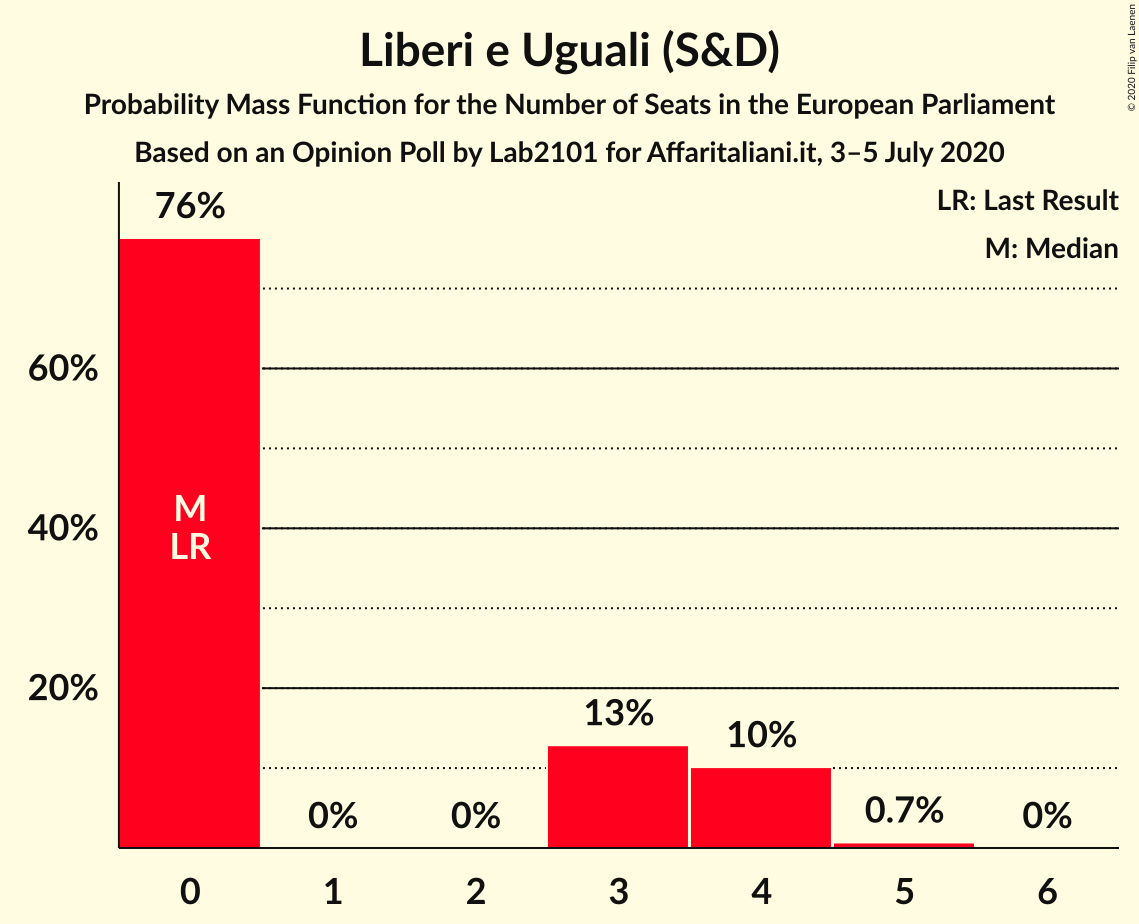 Liberi e Uguali (S&D)
Probability Mass Function for the Number of Seats in the European Parliament
Based on an Opinion Poll by Lab2101 for Affaritaliani.it, 3–5 July 2020
© 2020 Filip van Laenen
LR: Last Result
M: Median
76%
60%
40%
20%
M
LR
0%
0%
13%
10%
0.7%
0%
0
1
2
3
4
5
6